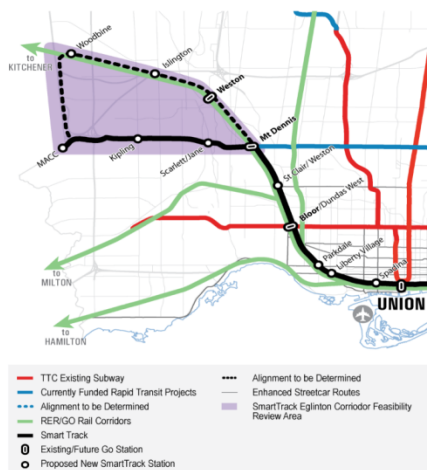 Woodbine
to
KITCHENER
Islington
Weston
Mt Dennis
MACC
Kipling
Scarlett/Jane
St Clair/ Weston
Bloor/Dundas West
Parkdale
Liberty Village
Spadina
UNION
to
MILTON
to
HAMILTON
TTC Existing Subway
Currently Funded Rapid Transit Projects
Alignment to be Determined
RER/GO Rail Corridors
Smart Track
Existing/Future Go Station
Proposed New SmartTrack Station
Alignment to be Determined
Enhanced Streetcar Routes
SmartTrack Eglinton Corriodor Feasibility
Review Area